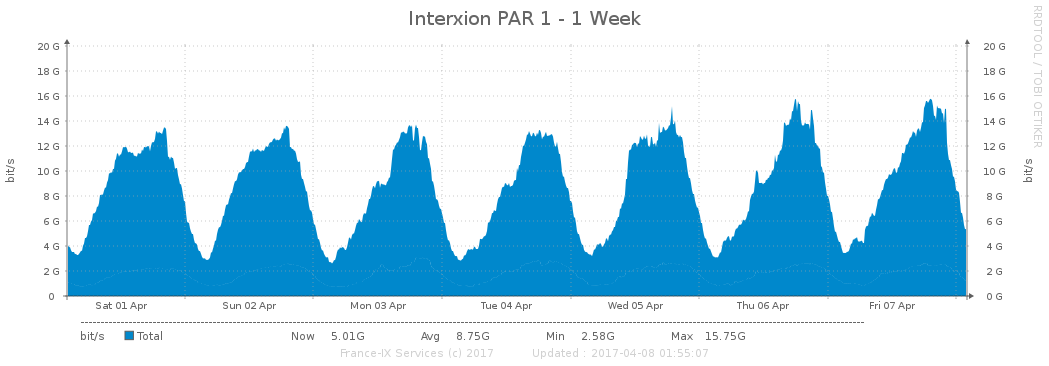 Interxion PAR 1 - 1 Week
RRDTOOL / TOBI OETIKER
bit/s
20 G
18 G
16 G
14 G
12 G
10 G
8 G
6 G
4 G
2 G
0
20 G
18 G
16 G
14 G
12 G
10 G
8 G
6 G
4 G
2 G
0 G
bit/s
Sat 01 Apr Sun 02 Apr Mon 03 Apr Tue 04 Apr Wed 05 Apr Thu 06 Apr Fri 07 Apr
bit/s Total Now 5.01G Avg 8.75G Min 2.58G Max 15.75G
France-IX Services (c) 2017 Updated : 2017-04-08 01:55:07